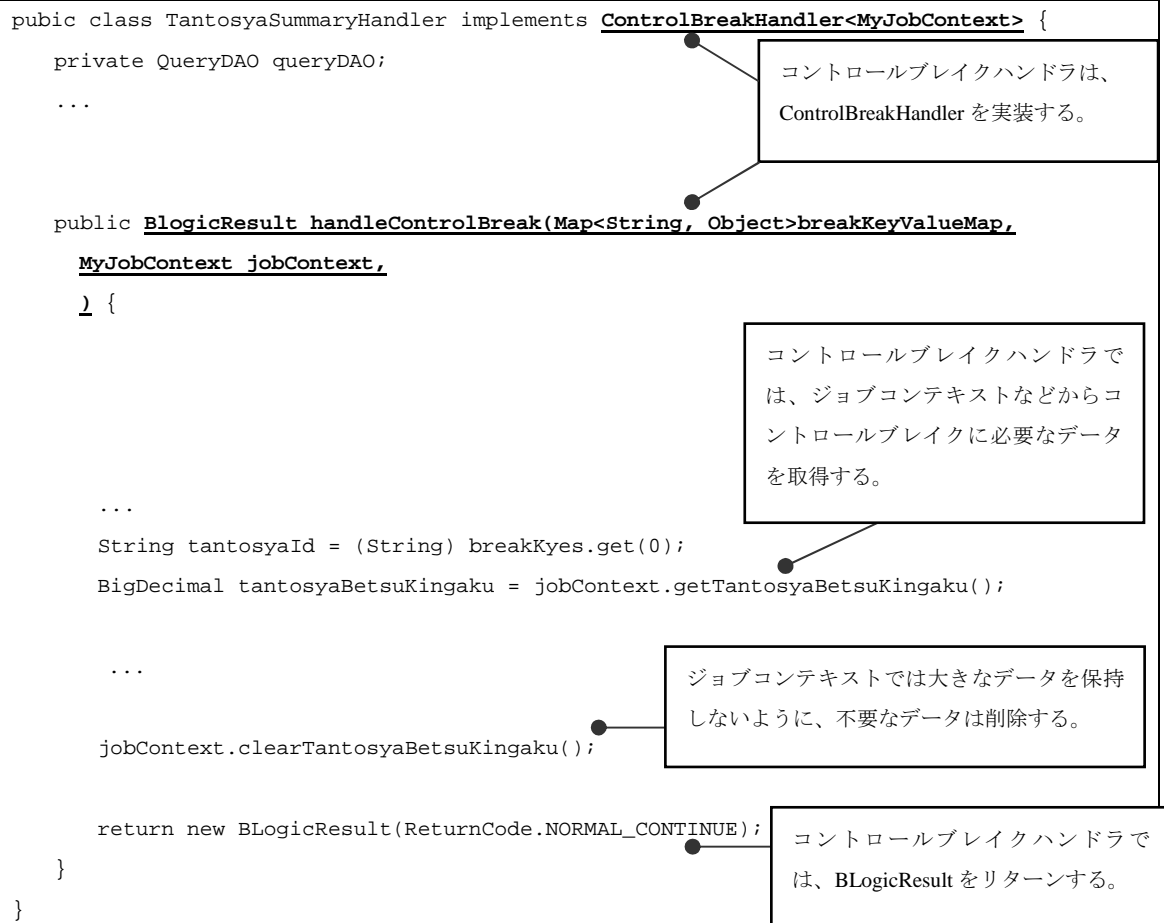 public class TantosyaSummaryHandler implements ControlBreakHandler<MyJobContext> {
private QueryDAO queryDAO;
...
コントロールブレイクハンドラは、
ControlBreakHandler を実装する。
public BlogicResult handleControlBreak(Map<String, Object>breakKeyValueMap,
MyJobContext jobContext,
) {
コントロールブレイクハンドラで
は、ジョブコンテキストなどからコ
ントロールブレイクに必要なデータ
を取得する。
...
String tantosyaId = (String) breakKyes.get(0);
BigDecimal tantosyaBetsuKingaku = jobContext.getTantosyaBetsuKingaku();
...
ジョブコンテキストでは大きなデータを保持
しないように、不要なデータは削除する。
jobContext.clearTantosyaBetsuKingaku();
return new BLogicResult(ReturnCode.NORMAL_CONTINUE);
コントロールブレイクハンドラで
は、BLogicResult をリターンする。
}
}